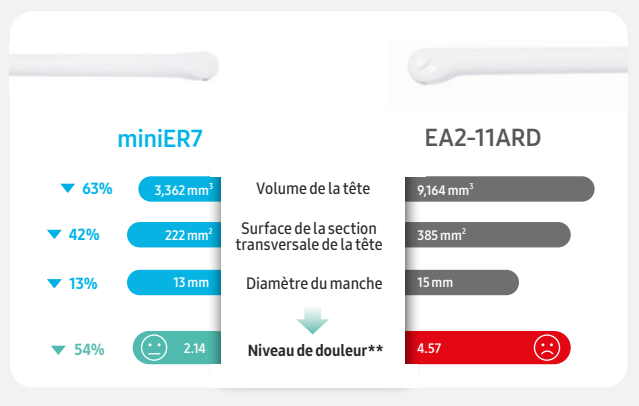 miniER7
EA2-11ARD
▼ 63%
3,362 mm³
Volume de la tête
9,164 mm³
▼ 42%
222 mm²
Surface de la section
transversale de la tête
385 mm²
▼ 13%
13 mm
Diamètre du manche
15 mm
▼ 54%
2.14
Niveau de douleur**
4.57